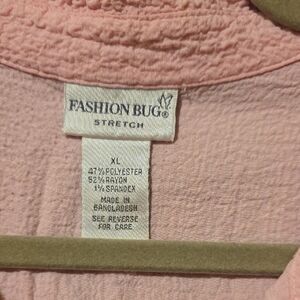 FASHION BUG®
STRETCH
XL
47% POLYESTER
52% RAYON
1% SPANDEX
MADE IN
BANGLADESH
SEE REVERSE
FOR CARE